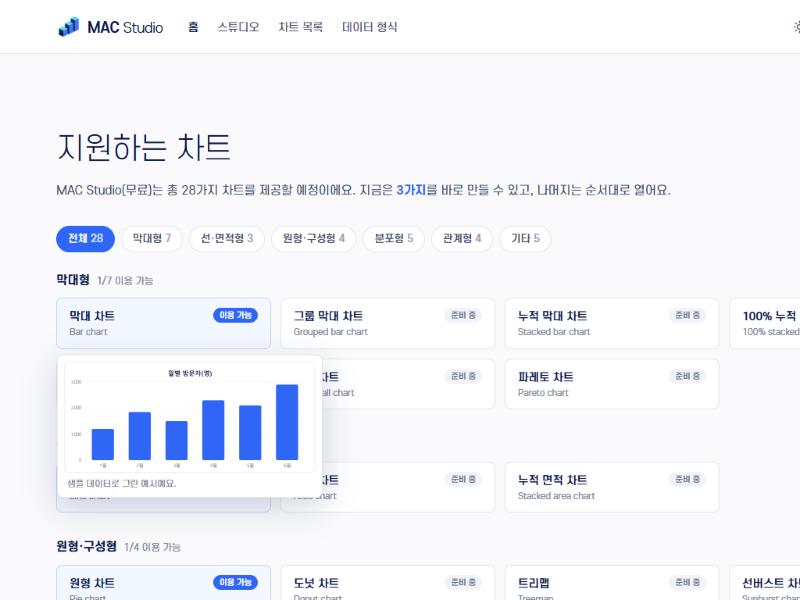 MAC Studio 홈 스튜디오 차트 목록 데이터 형식
지원하는 차트
MAC Studio(무료)는 총 28가지 차트를 제공할 예정이에요. 지금은 3가지를 바로 만들 수 있고, 나머지는 순서대로 열어요.
전체 28 막대형 7 선·면적형 3 원형·구성형 4 분포형 5 관계형 4 기타 5
막대형 1/7 이용 가능
막대 차트 이용 가능 그룹 막대 차트 준비 중 누적 막대 차트 준비 중 100% 누적
Bar chart Grouped bar chart Stacked bar chart 100% stacked
월별 방문자(명)
3,000
2,000
1,000
0
1월 2월 3월 4월 5월 6월
샘플 데이터로 그린 예시예요.
차트 준비 중 파레토 차트 준비 중
chart Pareto chart
준비 중 누적 면적 차트 준비 중
Stacked area chart
원형·구성형 1/4 이용 가능
원형 차트 이용 가능 도넛 차트 준비 중 트리맵 준비 중 선버스트
Pie chart Donut chart Treemap Sunburst chart